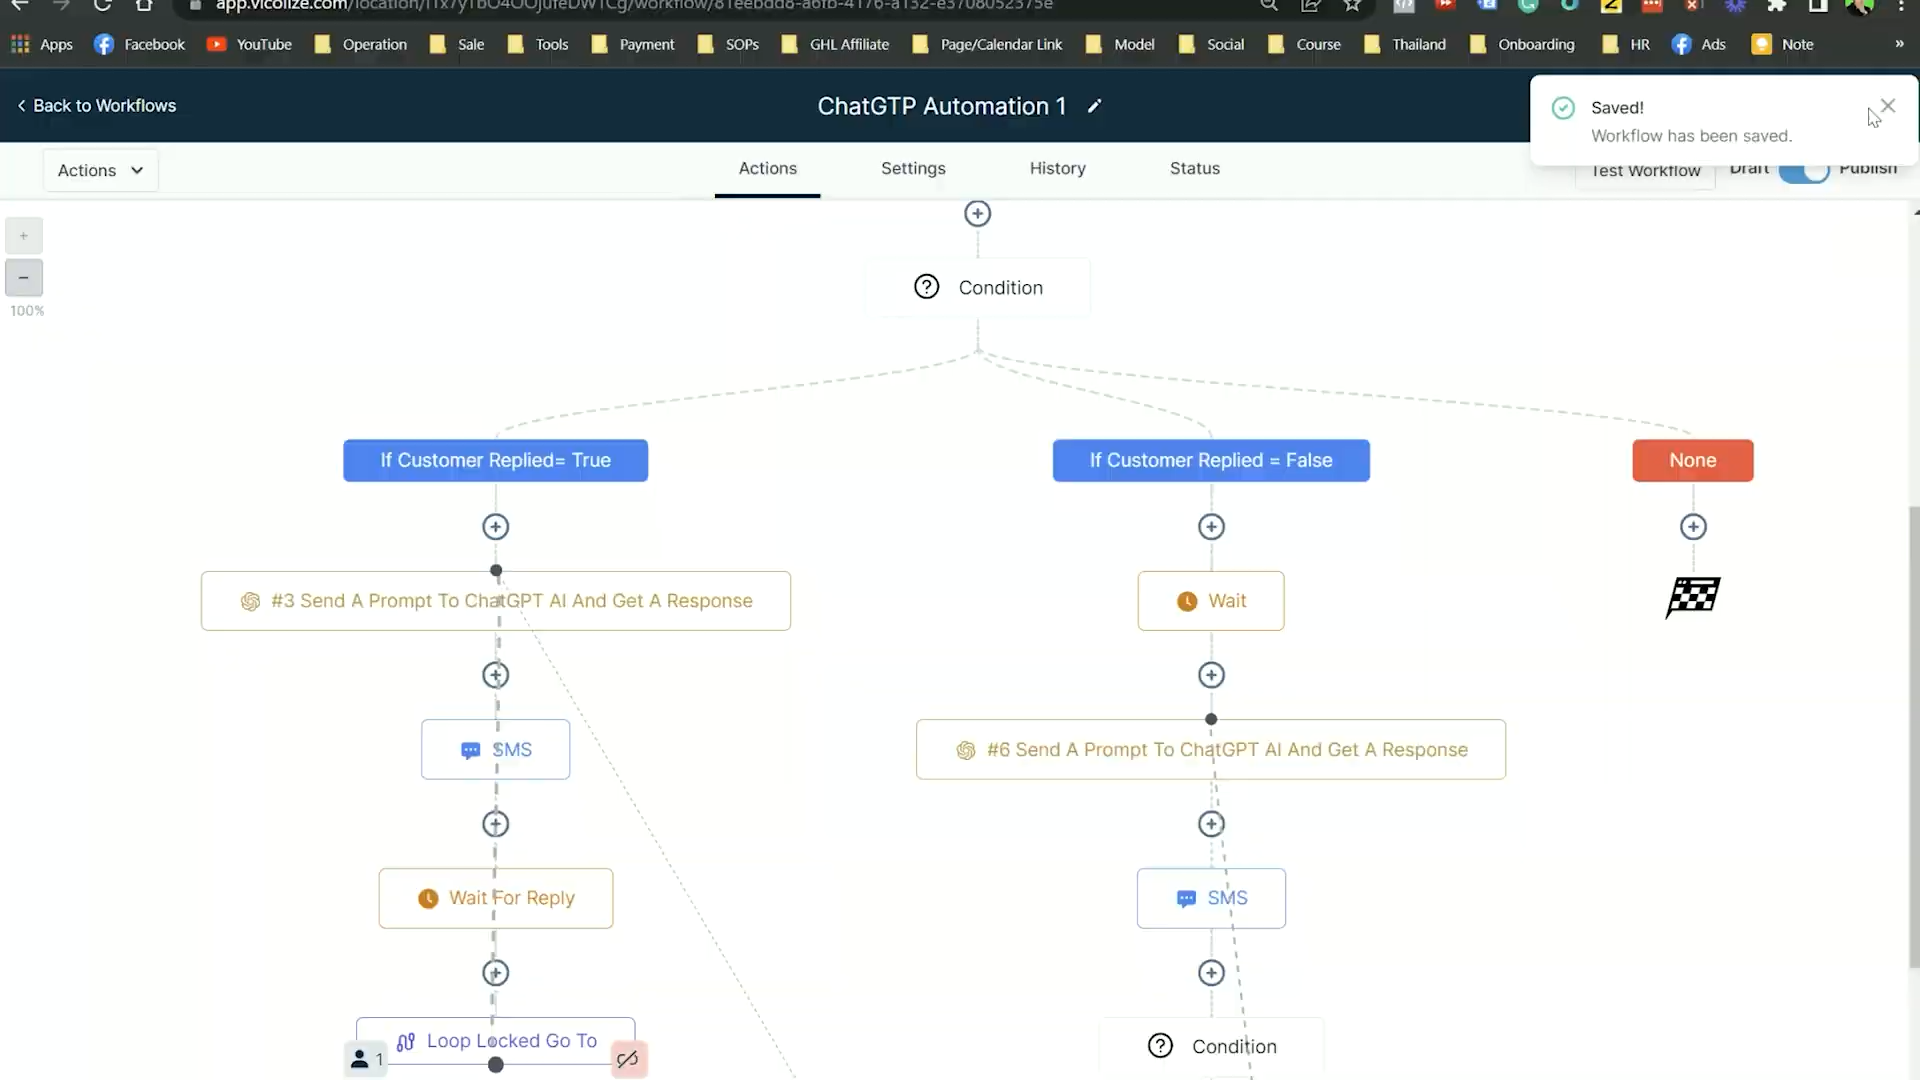 Apps
Facebook
YouTube
Operation
Sale
Tools
Payment
SOPs
GHL Affiliate
Page/Calendar Link
Model
Social
Course
Thailand
Onboarding
HR
Ads
Note
»
Back to Workflows
ChatGTP Automation 1
Saved!
Workflow has been saved.
Actions
Actions
Settings
History
Status
Test Workflow
Draft
Publish
100%
Condition
If Customer Replied= True
If Customer Replied = False
None
#3 Send A Prompt To ChatGPT AI And Get A Response
Wait
SMS
#6 Send A Prompt To ChatGPT AI And Get A Response
Wait For Reply
SMS
Loop Locked Go To
1
Condition